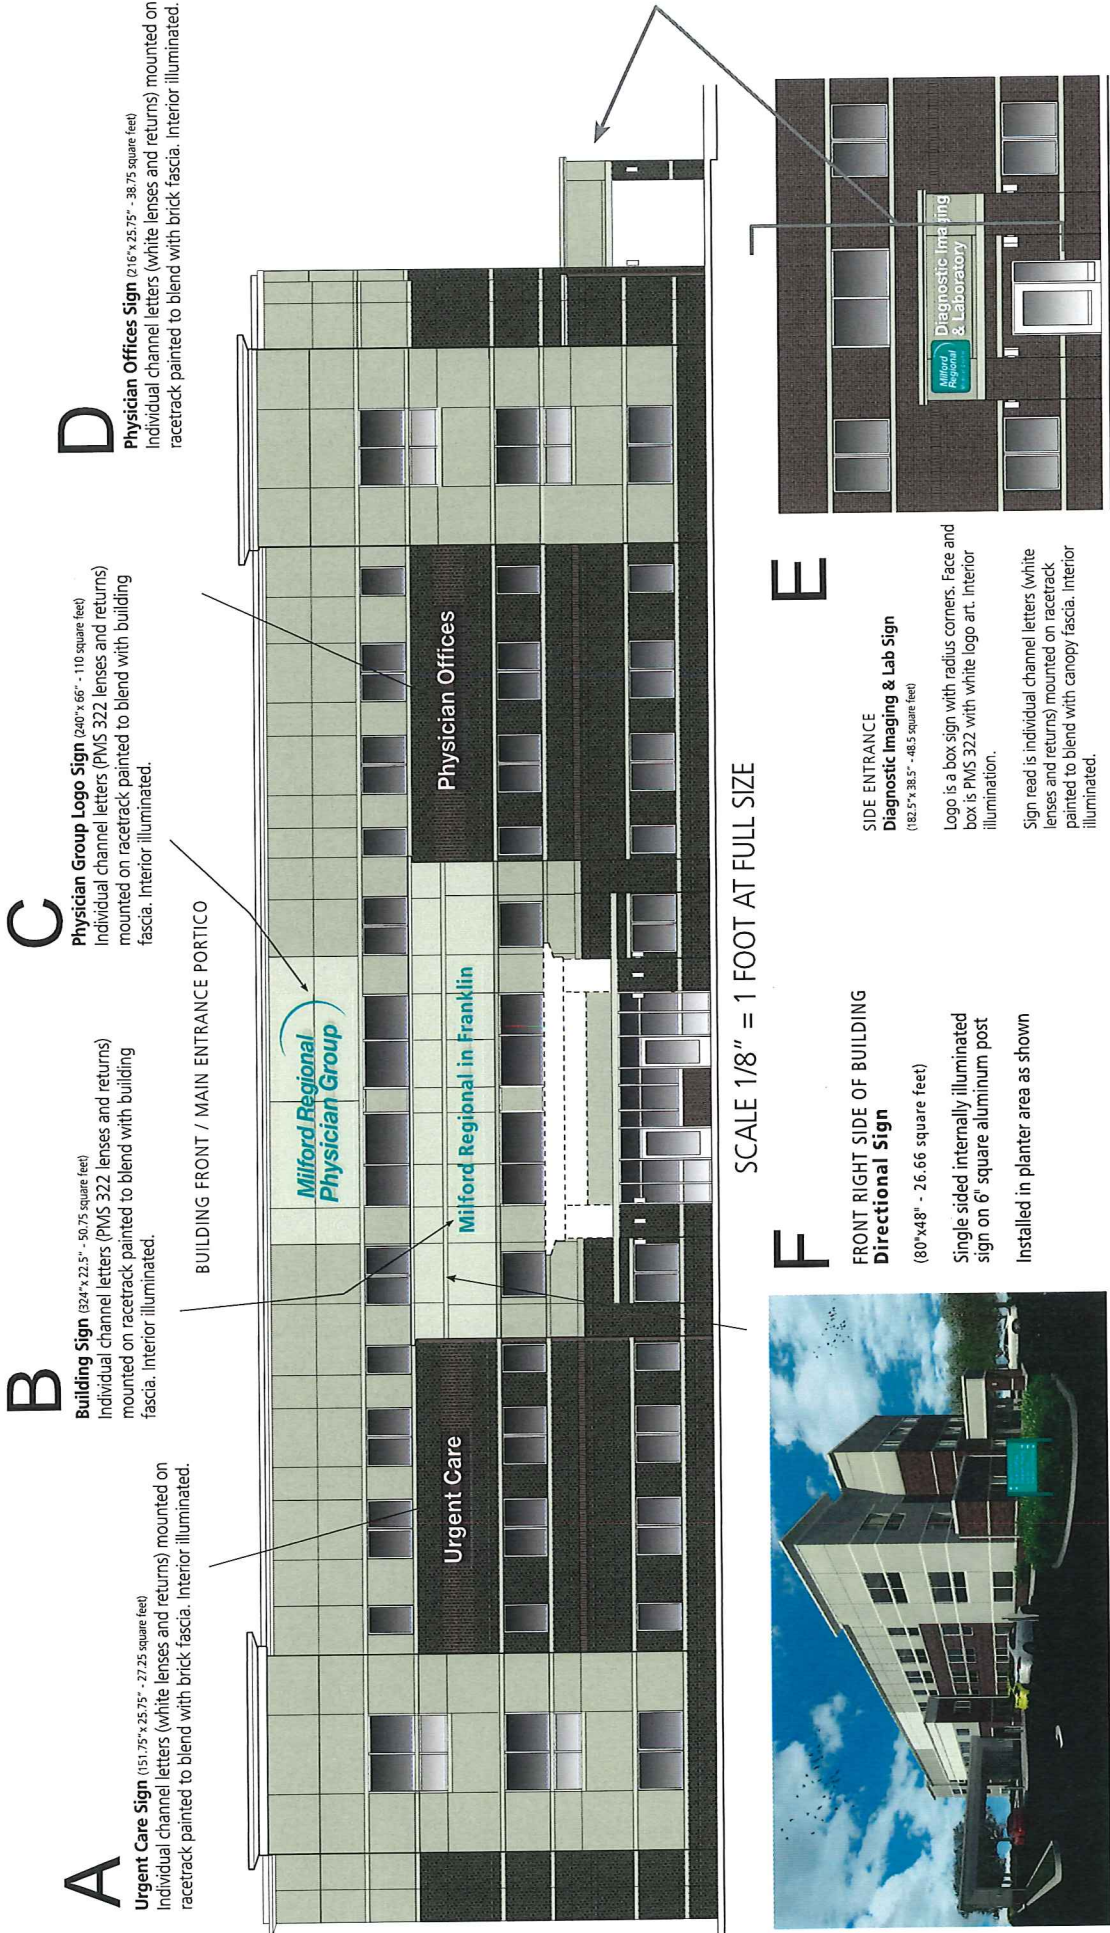 A
Urgent Care Sign (151.75"x 25.75" - 27.25 square feet)
Individual channel letters (white lenses and returns) mounted on
racetrack painted to blend with brick fascia. Interior illuminated.
B
Building Sign (324"x 22.5" - 50.75 square feet)
Individual channel letters (PMS 322 lenses and returns)
mounted on racetrack painted to blend with building
fascia. Interior illuminated.
C
Physician Group Logo Sign (240"x 66" - 110 square feet)
Individual channel letters (PMS 322 lenses and returns)
mounted on racetrack painted to blend with building
fascia. Interior illuminated.
D
Physician Offices Sign (216"x 25.75" - 38.75 square feet)
Individual channel letters (white lenses and returns) mounted on
racetrack painted to blend with brick fascia. Interior illuminated.
BUILDING FRONT / MAIN ENTRANCE PORTICO
Milford Regional
Physician Group
Urgent Care
Milford Regional in Franklin
Physician Offices
SCALE 1/8" = 1 FOOT AT FULL SIZE
F
FRONT RIGHT SIDE OF BUILDING
Directional Sign
(80"x48" - 26.66 square feet)
Single sided internally illuminated
sign on 6" square aluminum post
Installed in planter area as shown
E
SIDE ENTRANCE
Diagnostic Imaging & Lab Sign
(182.5"x 38.5" - 48.5 square feet)
Logo is a box sign with radius corners. Face and
box is PMS 322 with white logo art. Interior
illumination.
Sign read is individual channel letters (white
lenses and returns) mounted on racetrack
painted to blend with canopy fascia. Interior
illuminated.
Milford
Regional
Diagnostic Imaging
& Laboratory